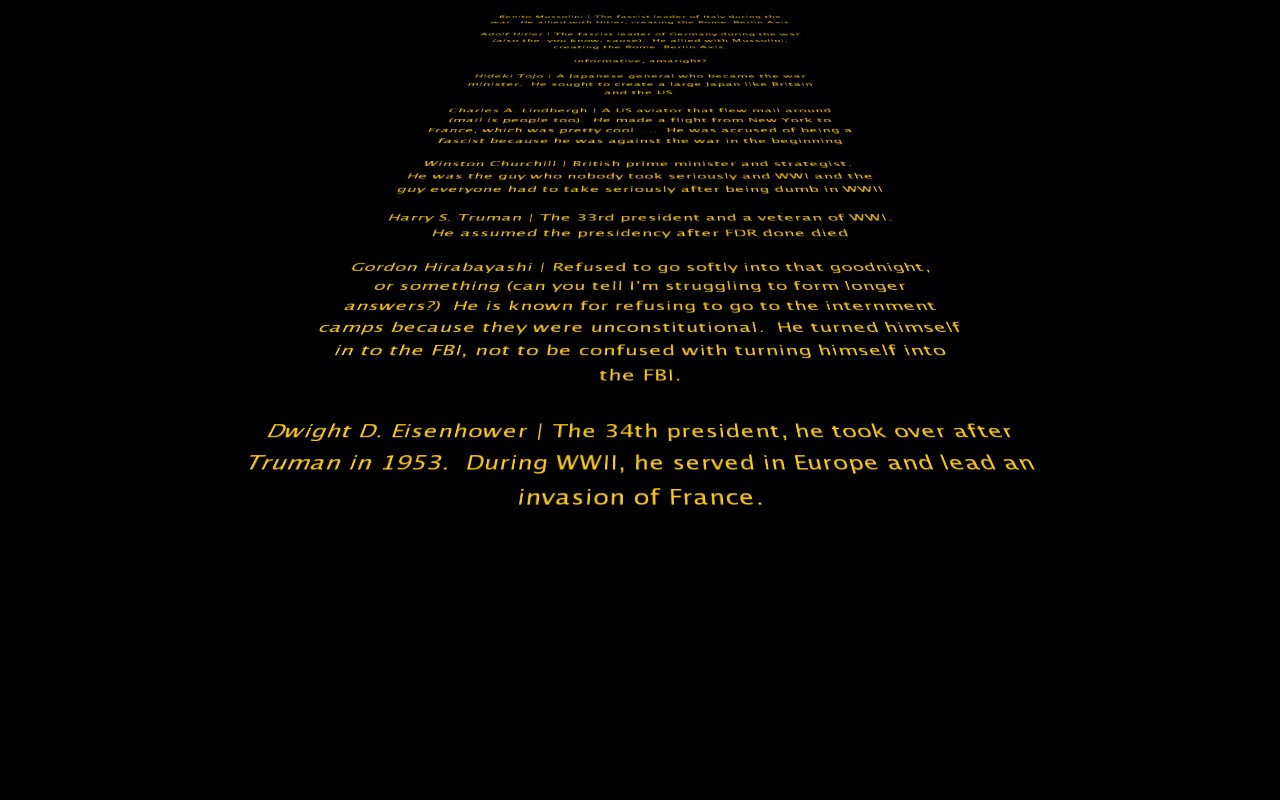 Benito Mussolini | The fascist leader of Italy during the
war. He allied with Hitler, creating the Rome-Berlin Axis
Adolf Hitler | The fascist leader of Germany during the war
(also the, you know, cause). He allied with Mussolini,
creating the Rome-Berlin Axis
informative, amaright?
Hideki Tojo | A Japanese general who became the war
minister. He sought to create a large Japan like Britain
and the US.
Charles A. Lindbergh | A US aviator that flew mail around
(mail is people too). He made a flight from New York to
France, which was pretty cool ..... He was accused of being a
fascist because he was against the war in the beginning
Winston Churchill | British prime minister and strategist.
He was the guy who nobody took seriously and WWI and the
guy everyone had to take seriously after being dumb in WWII
Harry S. Truman | The 33rd president and a veteran of WWI.
He assumed the presidency after FDR done died
Gordon Hirabayashi | Refused to go softly into that goodnight,
or something (can you tell I'm struggling to form longer
answers?) He is known for refusing to go to the internment
camps because they were unconstitutional. He turned himself
in to the FBI, not to be confused with turning himself into
the FBI.
Dwight D. Eisenhower | The 34th president, he took over after
Truman in 1953. During WWII, he served in Europe and lead an
invasion of France.